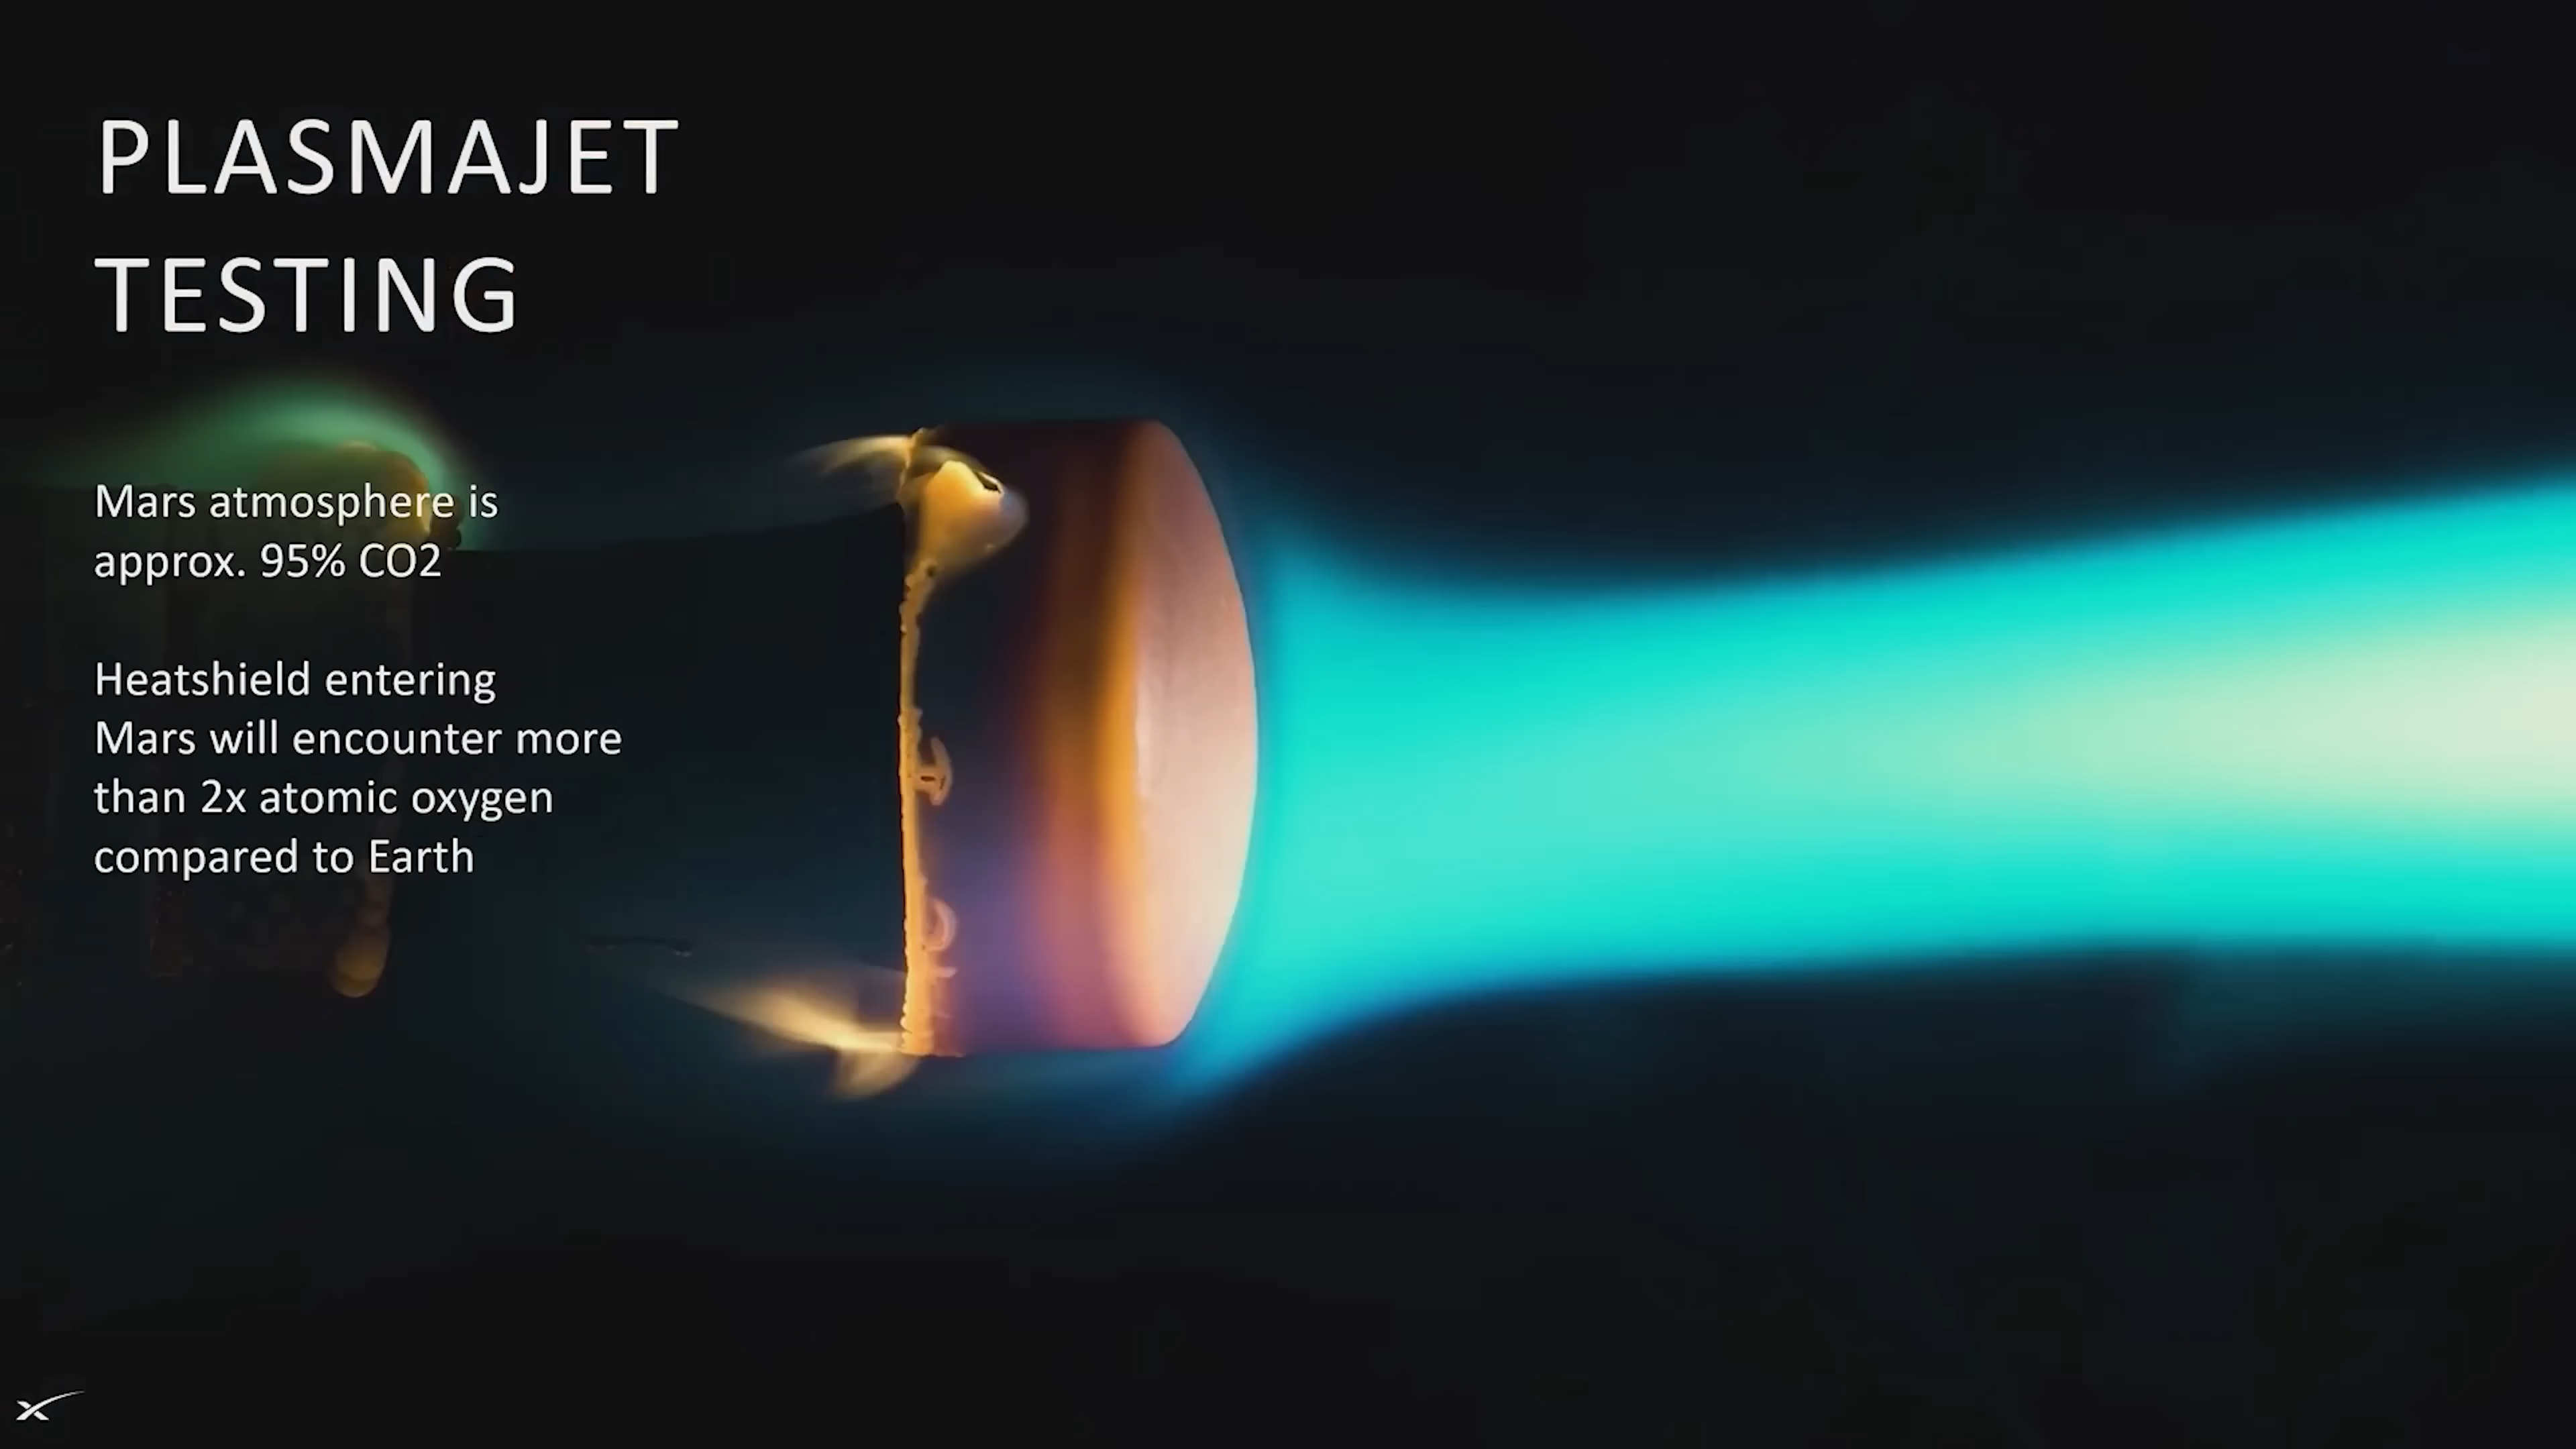 PLASMAJET
TESTING
Mars atmosphere is
approx. 95% CO2
Heatshield entering
Mars will encounter more
than 2x atomic oxygen
compared to Earth